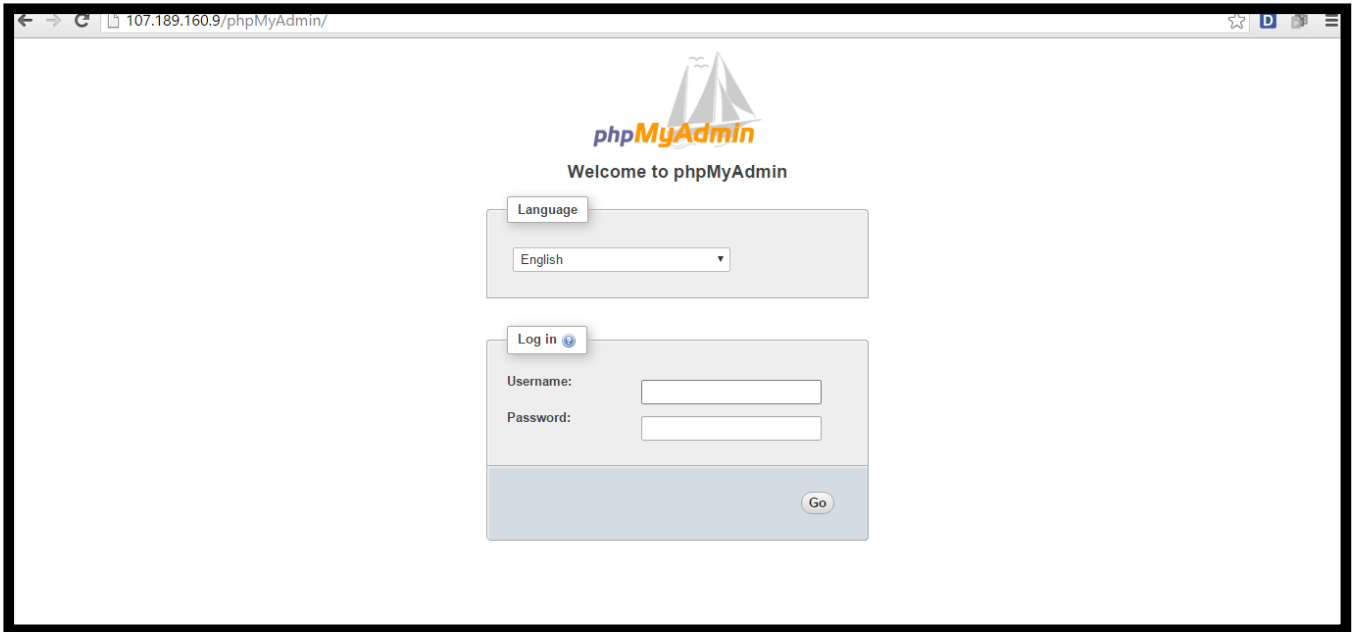 107.189.160.9/phpMyAdmin/
D
phpMyAdmin
Welcome to phpMyAdmin
Language
English
Log in
Username:
Password:
Go